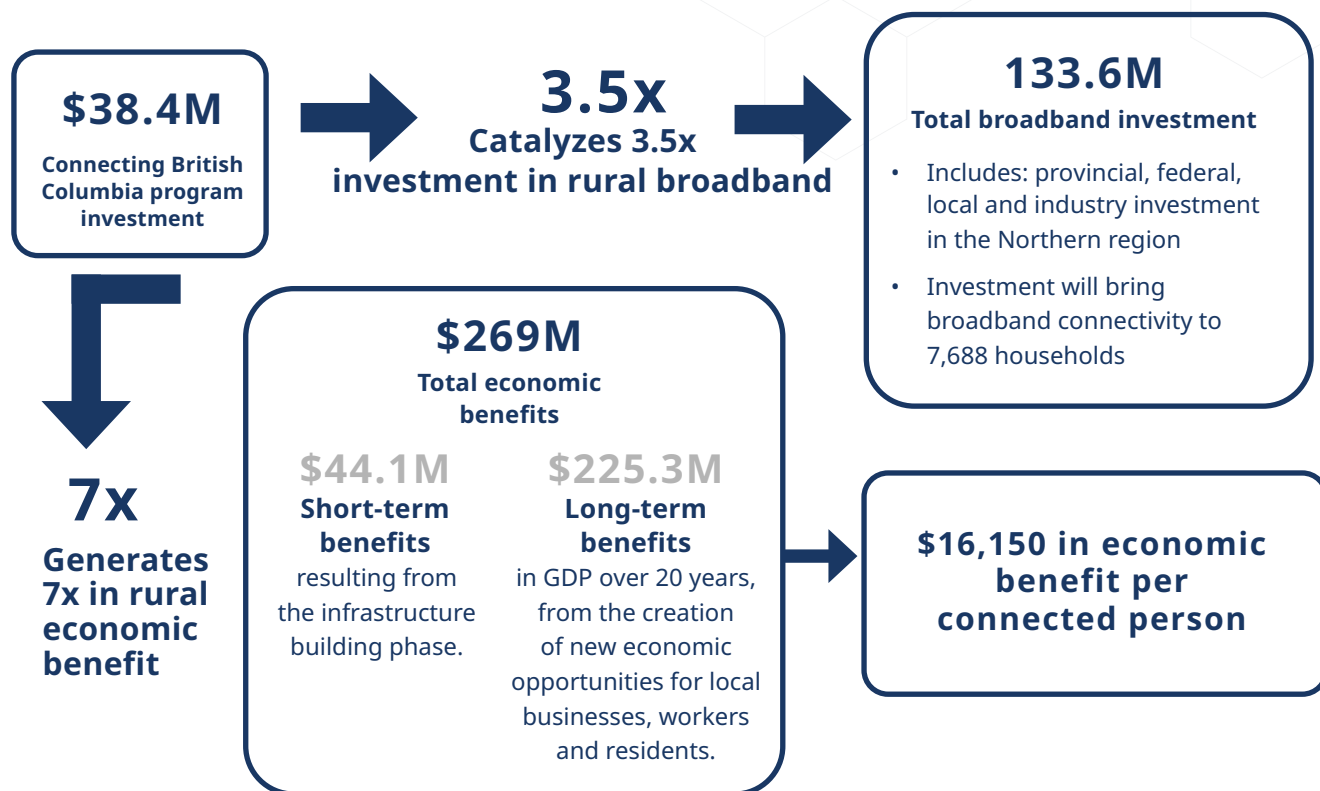 $38.4M
Connecting British
Columbia program
investment
3.5x
Catalyzes 3.5x
investment in rural broadband
133.6M
Total broadband investment
• Includes: provincial, federal,
local and industry investment
in the Northern region
• Investment will bring
broadband connectivity to
7,688 households
7x
Generates
7x in rural
economic
benefit
$269M
Total economic
benefits
$44.1M
Short-term
benefits
resulting from
the infrastructure
building phase.
$225.3M
Long-term
benefits
in GDP over 20 years,
from the creation
of new economic
opportunities for local
businesses, workers
and residents.
$16,150 in economic
benefit per
connected person